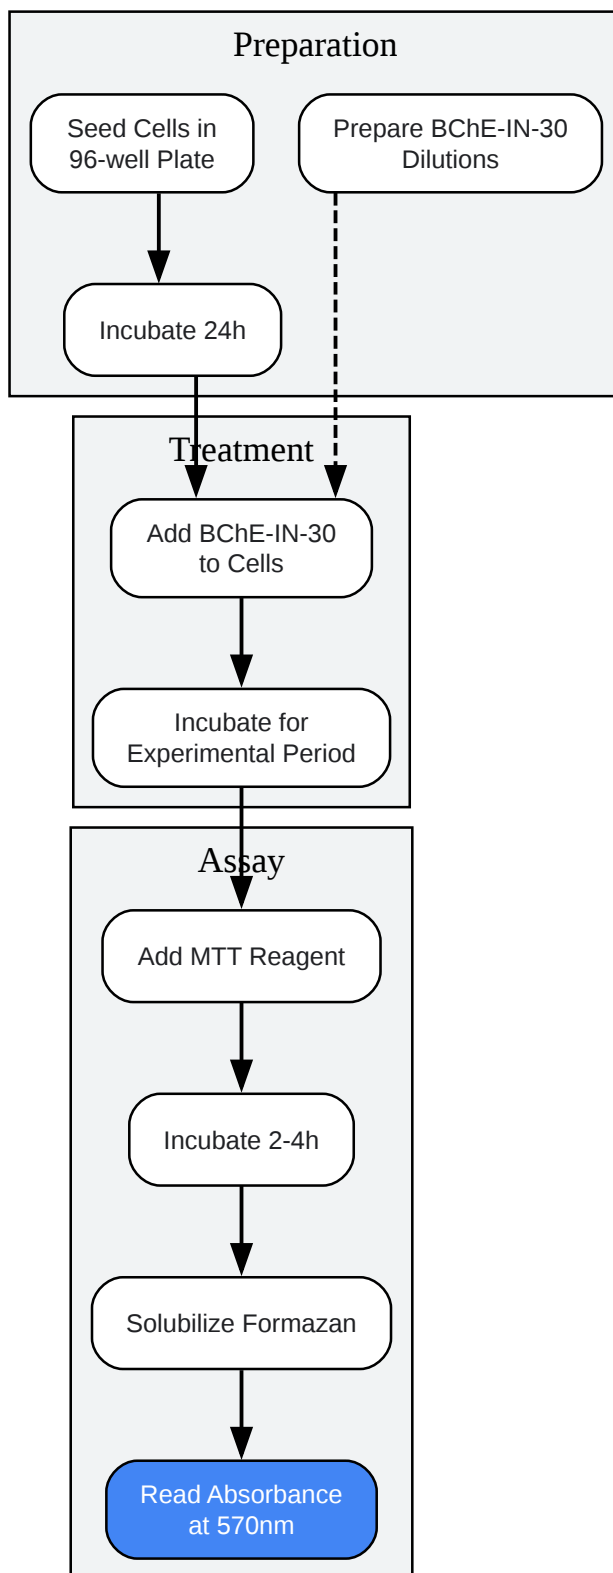 Preparation
Seed Cells in
96-well Plate
Prepare BChE-IN-30
Dilutions
Incubate 24h
Treatment
Add BChE-IN-30
to Cells
Incubate for
Experimental Period
Assay
Add MTT Reagent
Incubate 2-4h
Solubilize Formazan
Read Absorbance
at 570nm